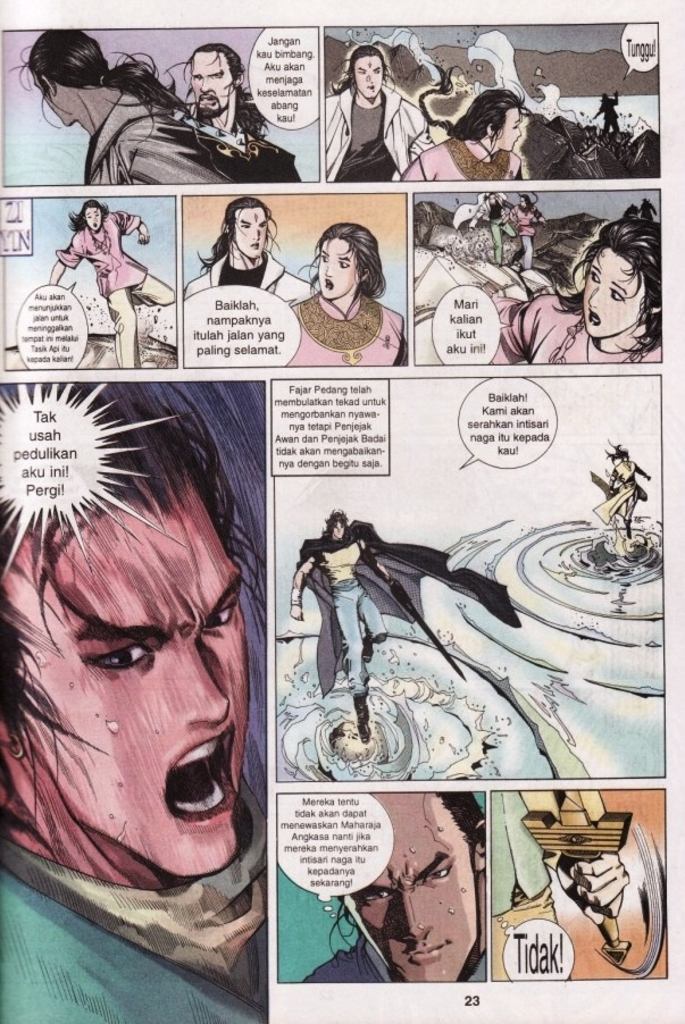 Jangan
kau bimbang.
Aku akan
menjaga
keselamatan
abang
kau!
Tunggu!
ZI
YIN
Aku akan
menunjukkan
jalan untuk
meninggalkan
tempat ini melalui
Tasik Api itu
kepada kalian!
Baiklah,
nampaknya
itulah jalan yang
paling selamat.
Mari
kalian
ikut
aku ini!
Tak
usah
pedulikan
aku ini!
Pergi!
Fajar Pedang telah
membulatkan tekad untuk
mengorbankan nyawa-
nya tetapi Penjejak
Awan dan Penjejak Badai
tidak akan mengabaikan-
nya dengan begitu saja.
Baiklah!
Kami akan
serahkan intisari
naga itu kepada
kau!
Mereka tentu
tidak akan dapat
menewaskan Maharaja
Angkasa nanti jika
mereka menyerahkan
intisari naga itu
kepadanya
sekarang!
Tidak!
23